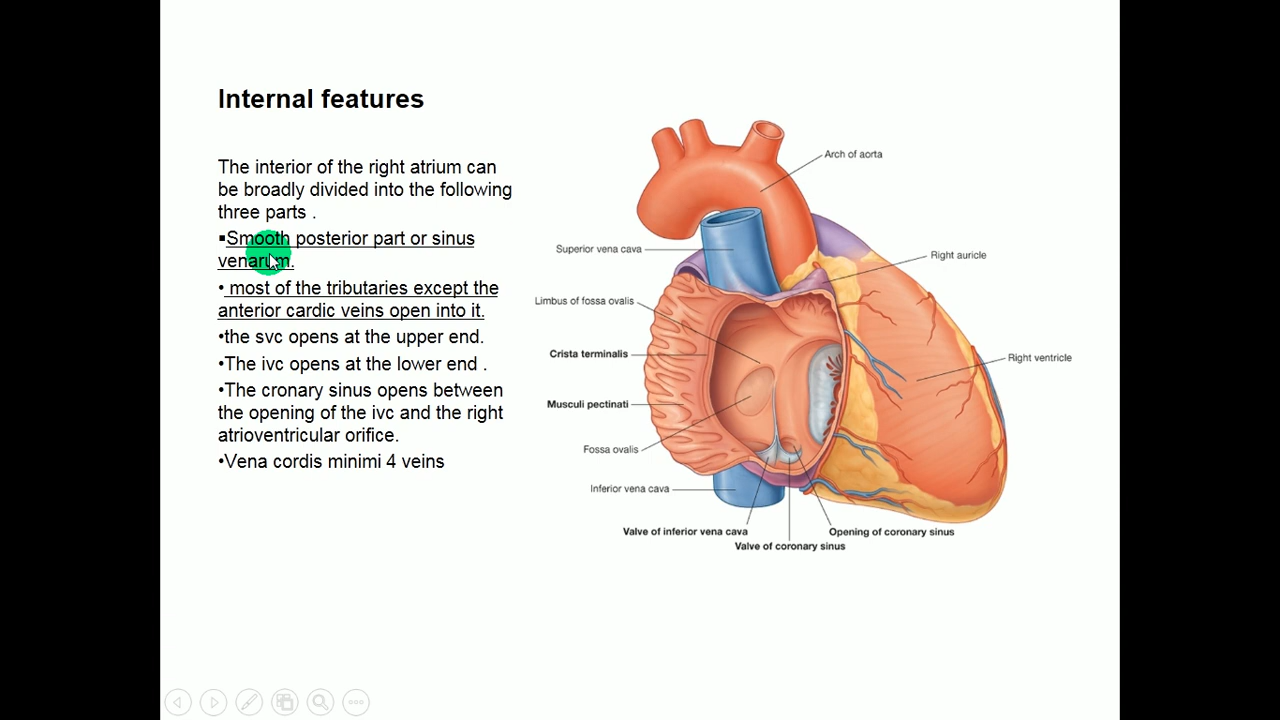 Internal features
The interior of the right atrium can
be broadly divided into the following
three parts .
▪Smooth posterior part or sinus
venarum.
• most of the tributaries except the
anterior cardic veins open into it.
•the svc opens at the upper end.
•The ivc opens at the lower end .
•The cronary sinus opens between
the opening of the ivc and the right
atrioventricular orifice.
•Vena cordis minimi 4 veins
Arch of aorta
Superior vena cava
Right auricle
Limbus of fossa ovalis
Crista terminalis
Right ventricle
Musculi pectinati
Fossa ovalis
Inferior vena cava
Valve of inferior vena cava
Opening of coronary sinus
Valve of coronary sinus